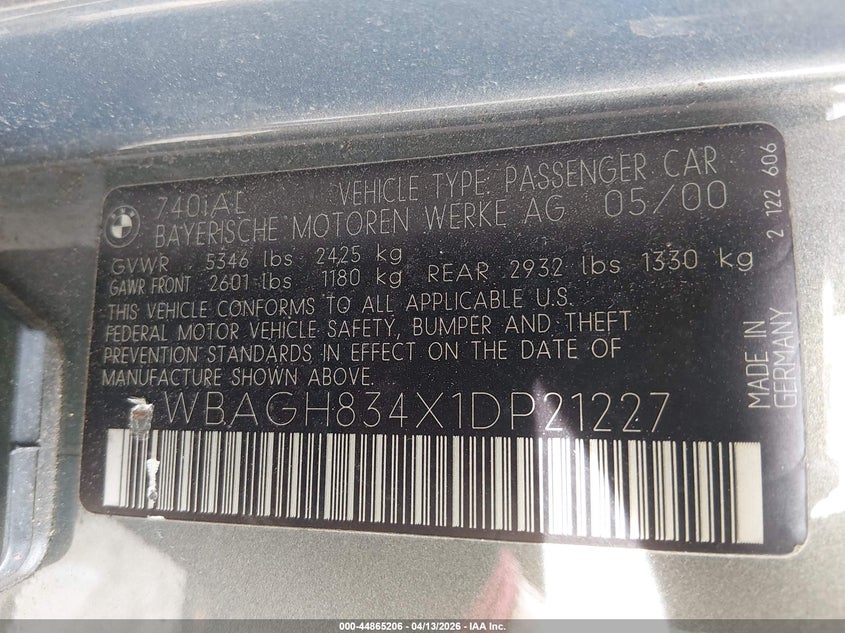 740iAL VEHICLE TYPE: PASSENGER CAR
BAYERISCHE MOTOREN WERKE AG 05/00
GVWR 5346 lbs 2425 kg
GAWR FRONT 2601 lbs 1180 kg REAR 2932 lbs 1330 kg
THIS VEHICLE CONFORMS TO ALL APPLICABLE U.S.
FEDERAL MOTOR VEHICLE SAFETY, BUMPER AND THEFT
PREVENTION STANDARDS IN EFFECT ON THE DATE OF
MANUFACTURE SHOWN ABOVE.
WBAGH834X1DP21227
2 122 606
MADE IN
GERMANY
000-44865206 - 04/13/2026 - IAA Inc.